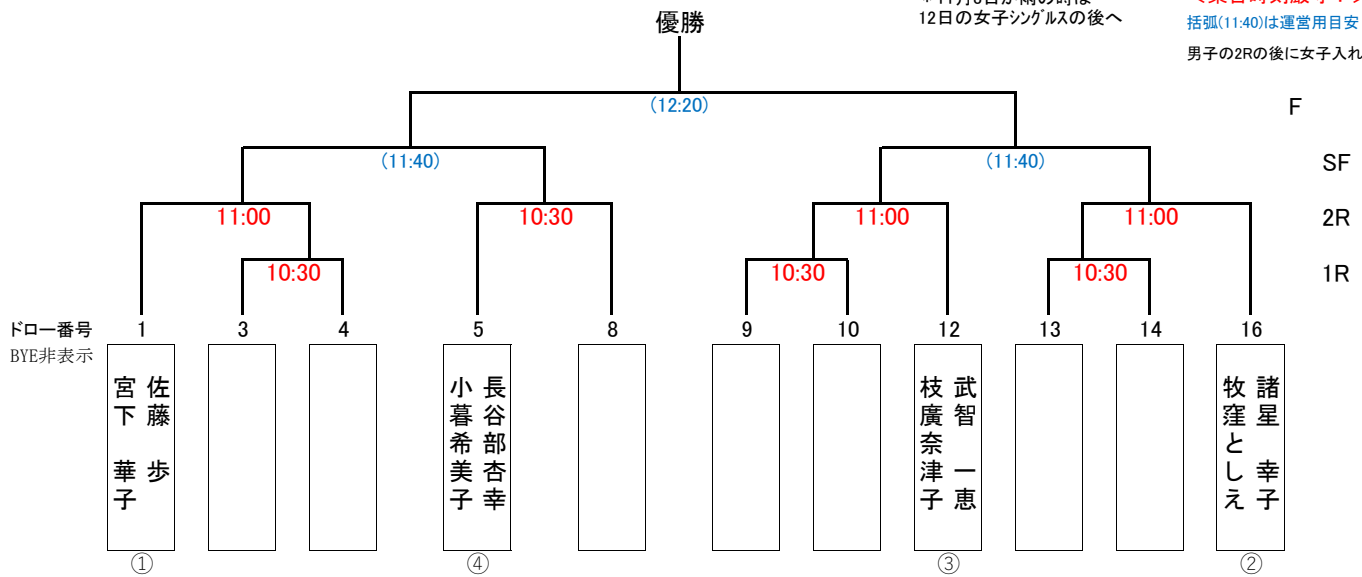 12日の女子シングルスの後へ
括弧(11:40)は運営用目安
男子の2Rの後に女子入れ
優勝
(12:20)
F
(11:40)
(11:40)
SF
11:00
10:30
11:00
11:00
2R
10:30
10:30
10:30
1R
ドロー番号
1
3
4
5
8
9
10
12
13
14
16
BYE非表示
佐藤 歩
宮下 華子
長谷部杏幸
小暮希美子
武智 一恵
枝廣奈津子
諸星 幸子
牧窪としえ
①
④
③
②